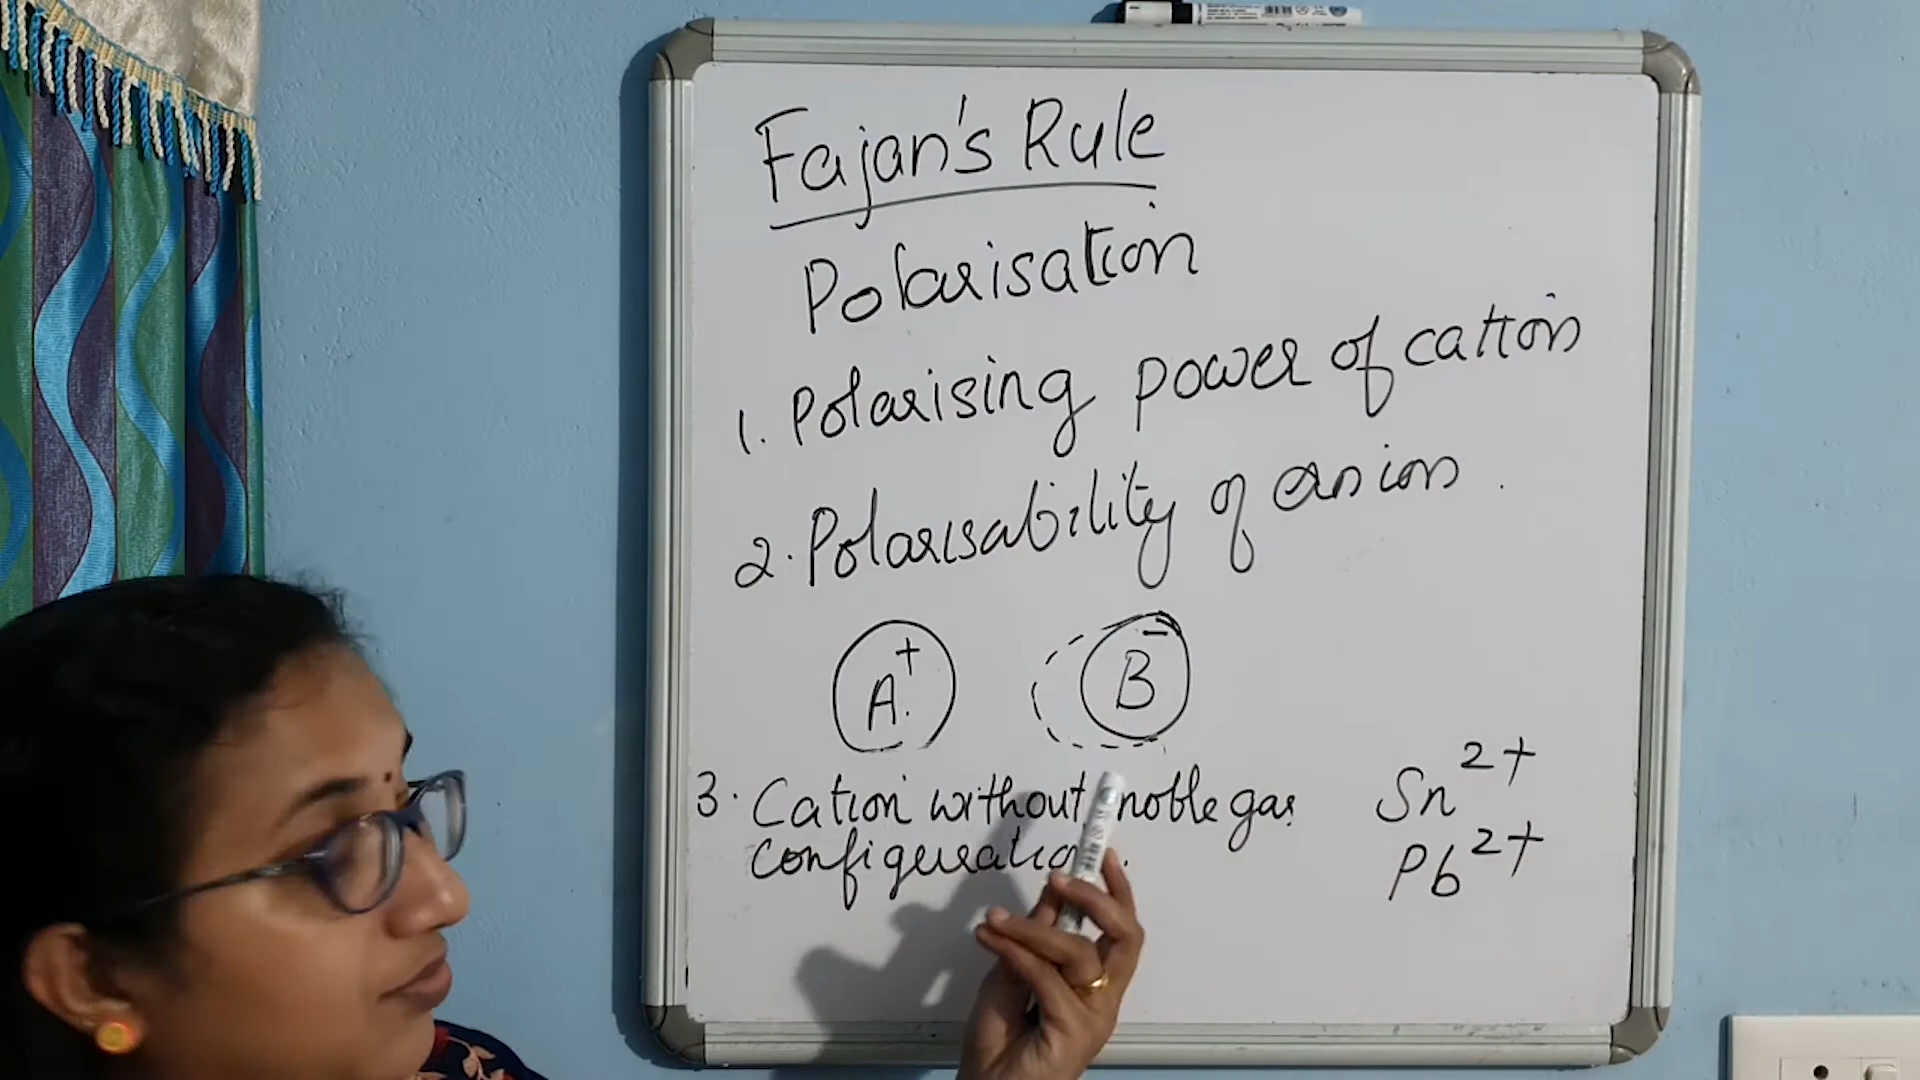 Fajan's Rule
Polarisation
1. Polarising power of cation
2. Polarisability of anion.
A+ B-
3. Cation without noble gas Sn2+
configuration. Pb2+